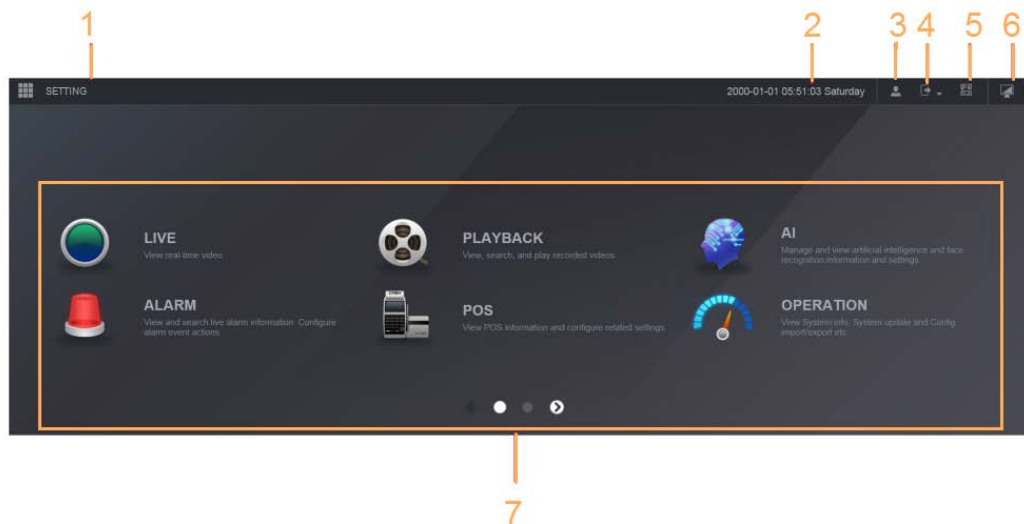 1 2 3 4 5 6
SETTING 2000-01-01 05:51:03 Saturday
LIVE
View real-time video
PLAYBACK
View, search, and play recorded videos
AI
Manage and view artificial intelligence and face
recognition information and settings
ALARM
View and search live alarm information. Configure
alarm event actions.
POS
View POS information and configure related settings.
OPERATION
View System info, System update and Config
import/export etc
7